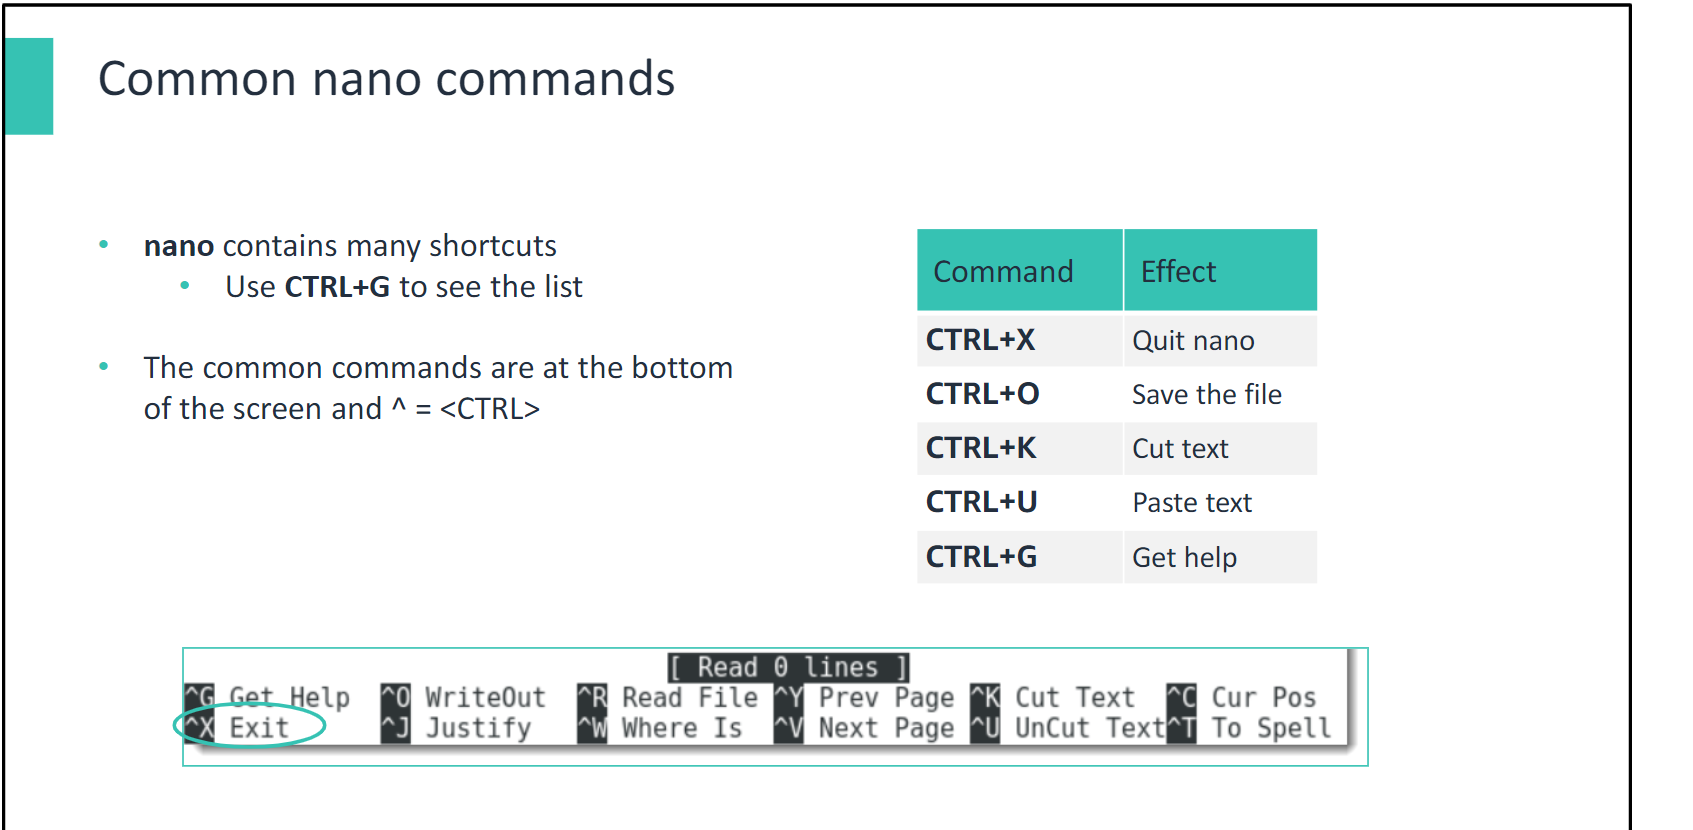 Common nano commands
• nano contains many shortcuts
• Use CTRL+G to see the list
• The common commands are at the bottom
of the screen and ^ = <CTRL>
Command Effect
CTRL+X Quit nano
CTRL+O Save the file
CTRL+K Cut text
CTRL+U Paste text
CTRL+G Get help
[ Read 0 lines ]
^G Get Help ^O WriteOut ^R Read File ^Y Prev Page ^K Cut Text ^C Cur Pos
^X Exit ^J Justify ^W Where Is ^V Next Page ^U UnCut Text ^T To Spell